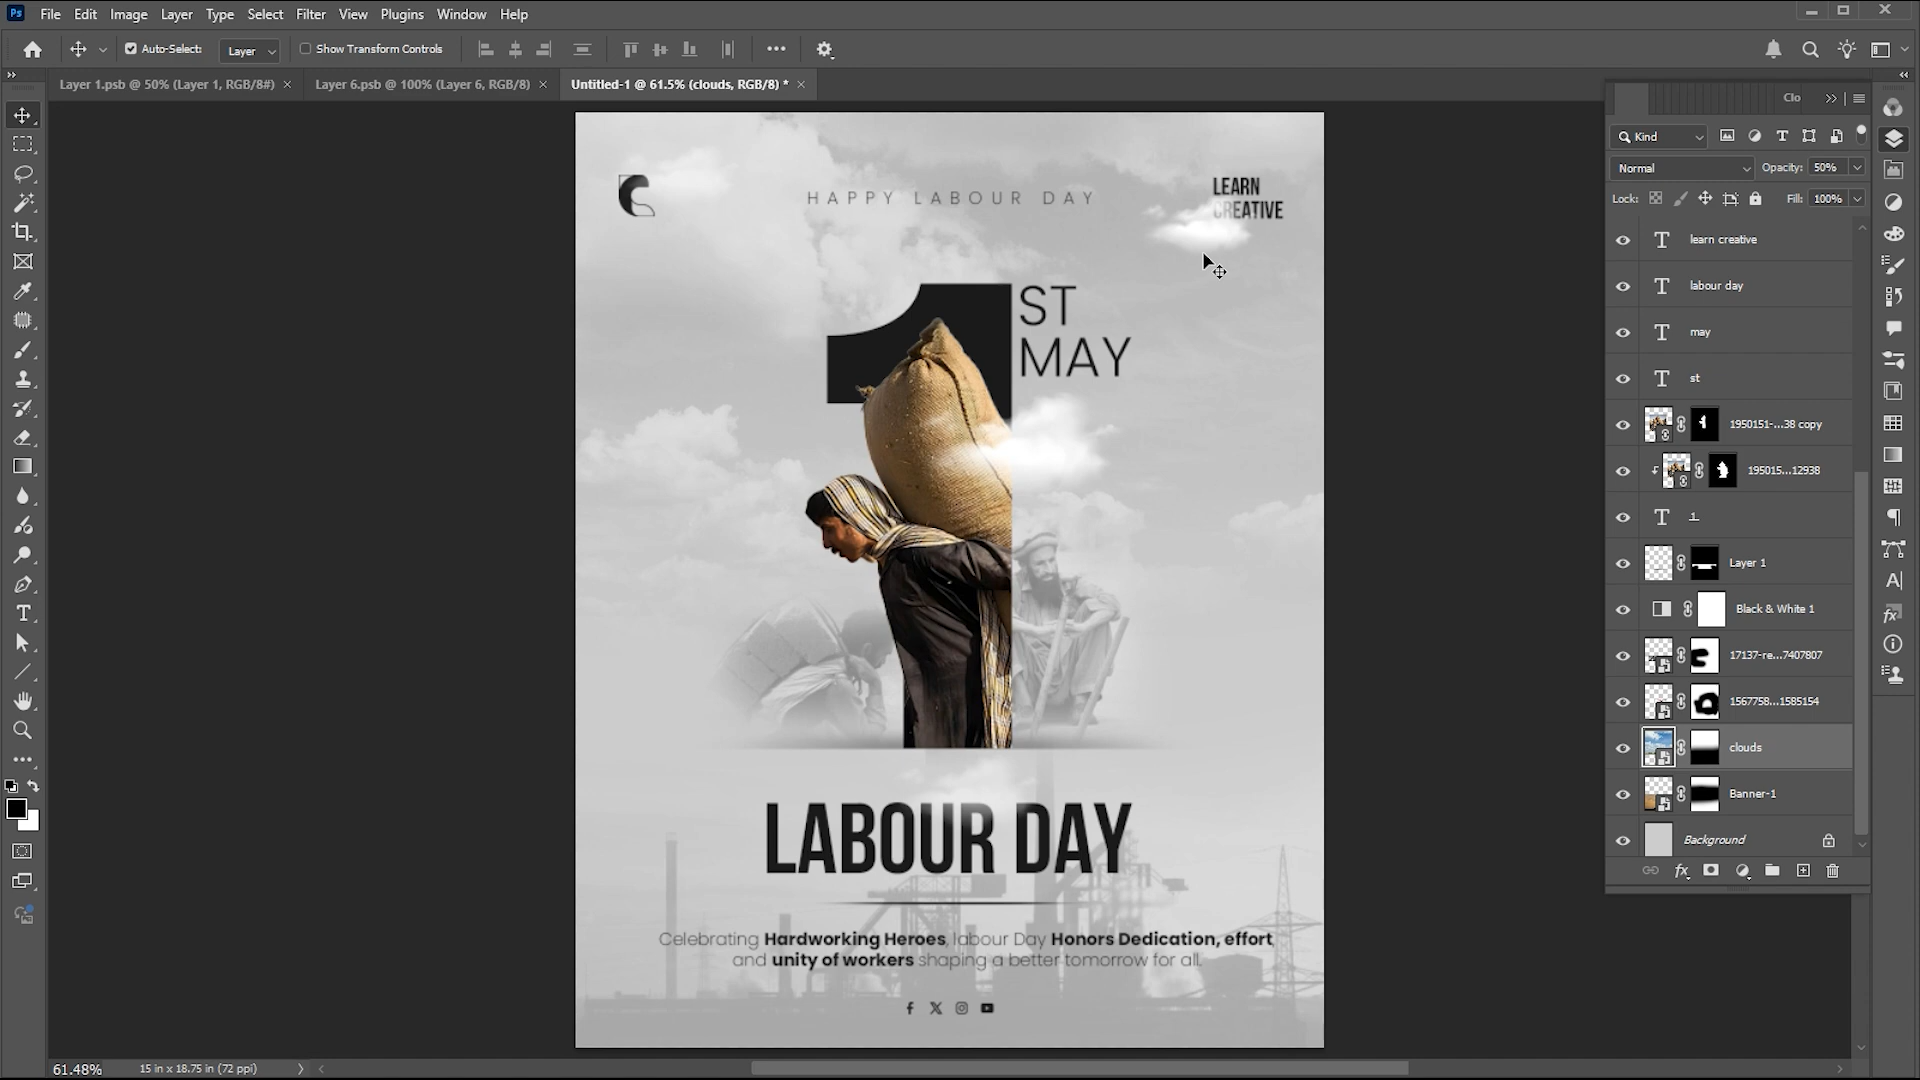 Ps File Edit Image Layer Type Select Filter View Plugins Window Help
Auto-Select: Layer Show Transform Controls
Layer 1.psb @ 50% (Layer 1, RGB/8#) × Layer 6.psb @ 100% (Layer 6, RGB/8) × Untitled-1 @ 61.5% (clouds, RGB/8) * ×
Clo
Kind
Normal Opacity: 50%
Lock: Fill: 100%
learn creative
labour day
may
st
1950151-...38 copy
195015...12938
1
Layer 1
Black & White 1
17137-re...7407807
1567758...1585154
clouds
Banner-1
Background
HAPPY LABOUR DAY
LEARN
CREATIVE
1 ST
MAY
LABOUR DAY
Celebrating Hardworking Heroes, labour Day Honors Dedication, effort,
and unity of workers shaping a better tomorrow for all.
61.48% 15 in x 18.75 in (72 ppi)